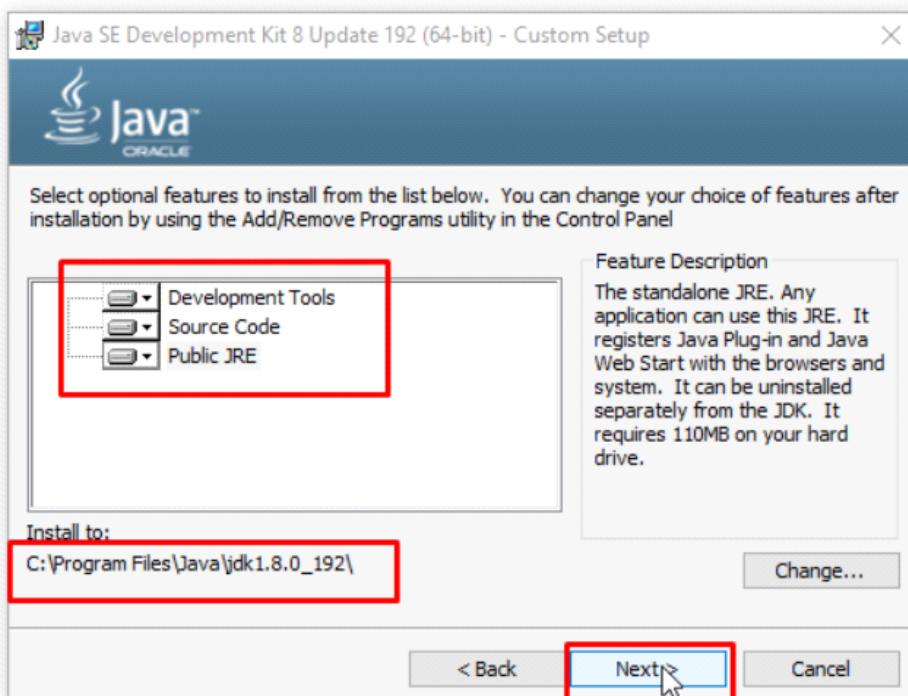 Java SE Development Kit 8 Update 192 (64-bit) - Custom Setup
Java™
ORACLE
Select optional features to install from the list below.  You can change your choice of features after
installation by using the Add/Remove Programs utility in the Control Panel
Development Tools
Source Code
Public JRE
Feature Description
The standalone JRE. Any
application can use this JRE.  It
registers Java Plug-in and Java
Web Start with the browsers and
system.  It can be uninstalled
separately from the JDK.  It
requires 110MB on your hard
drive.
Install to:
C:\Program Files\Java\jdk1.8.0_192\
Change...
< Back
Next >
Cancel